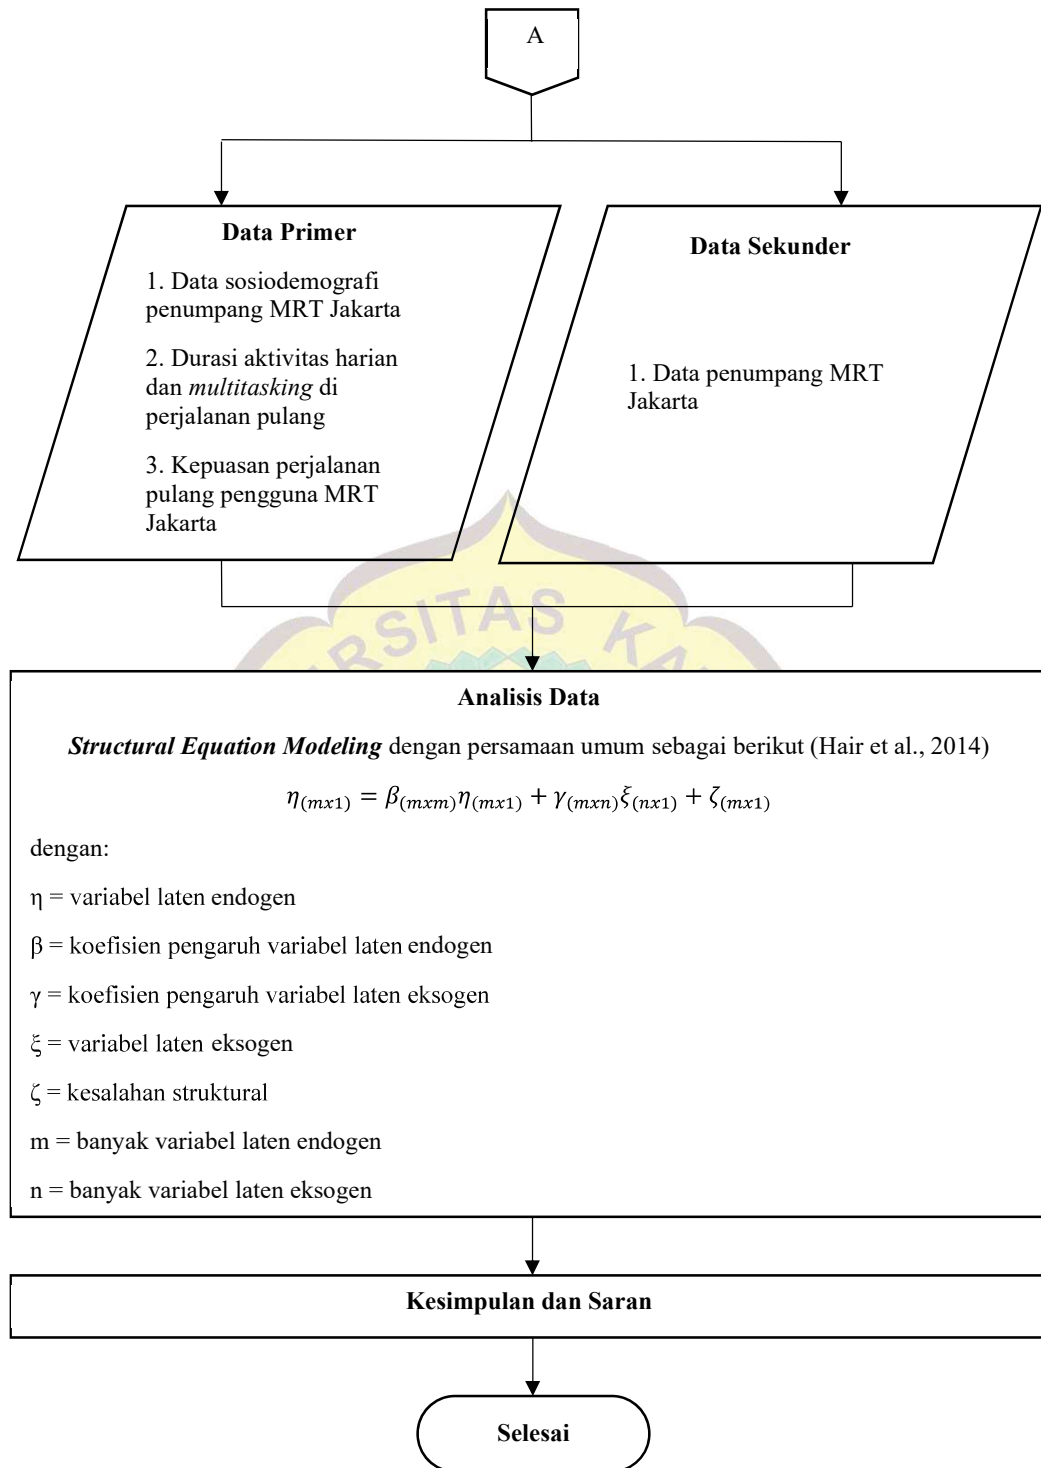 A
Data Primer
1. Data sosiodemografi
penumpang MRT Jakarta
2. Durasi aktivitas harian
dan multitasking di
perjalanan pulang
3. Kepuasan perjalanan
pulang pengguna MRT
Jakarta
Data Sekunder
1. Data penumpang MRT
Jakarta
Analisis Data
Structural Equation Modeling dengan persamaan umum sebagai berikut (Hair et al., 2014)
η(mx1) = β(mxm)η(mx1) + γ(mxn)ξ(nx1) + ζ(mx1)
dengan:
η = variabel laten endogen
β = koefisien pengaruh variabel laten endogen
γ = koefisien pengaruh variabel laten eksogen
ξ = variabel laten eksogen
ζ = kesalahan struktural
m = banyak variabel laten endogen
n = banyak variabel laten eksogen
Kesimpulan dan Saran
Selesai